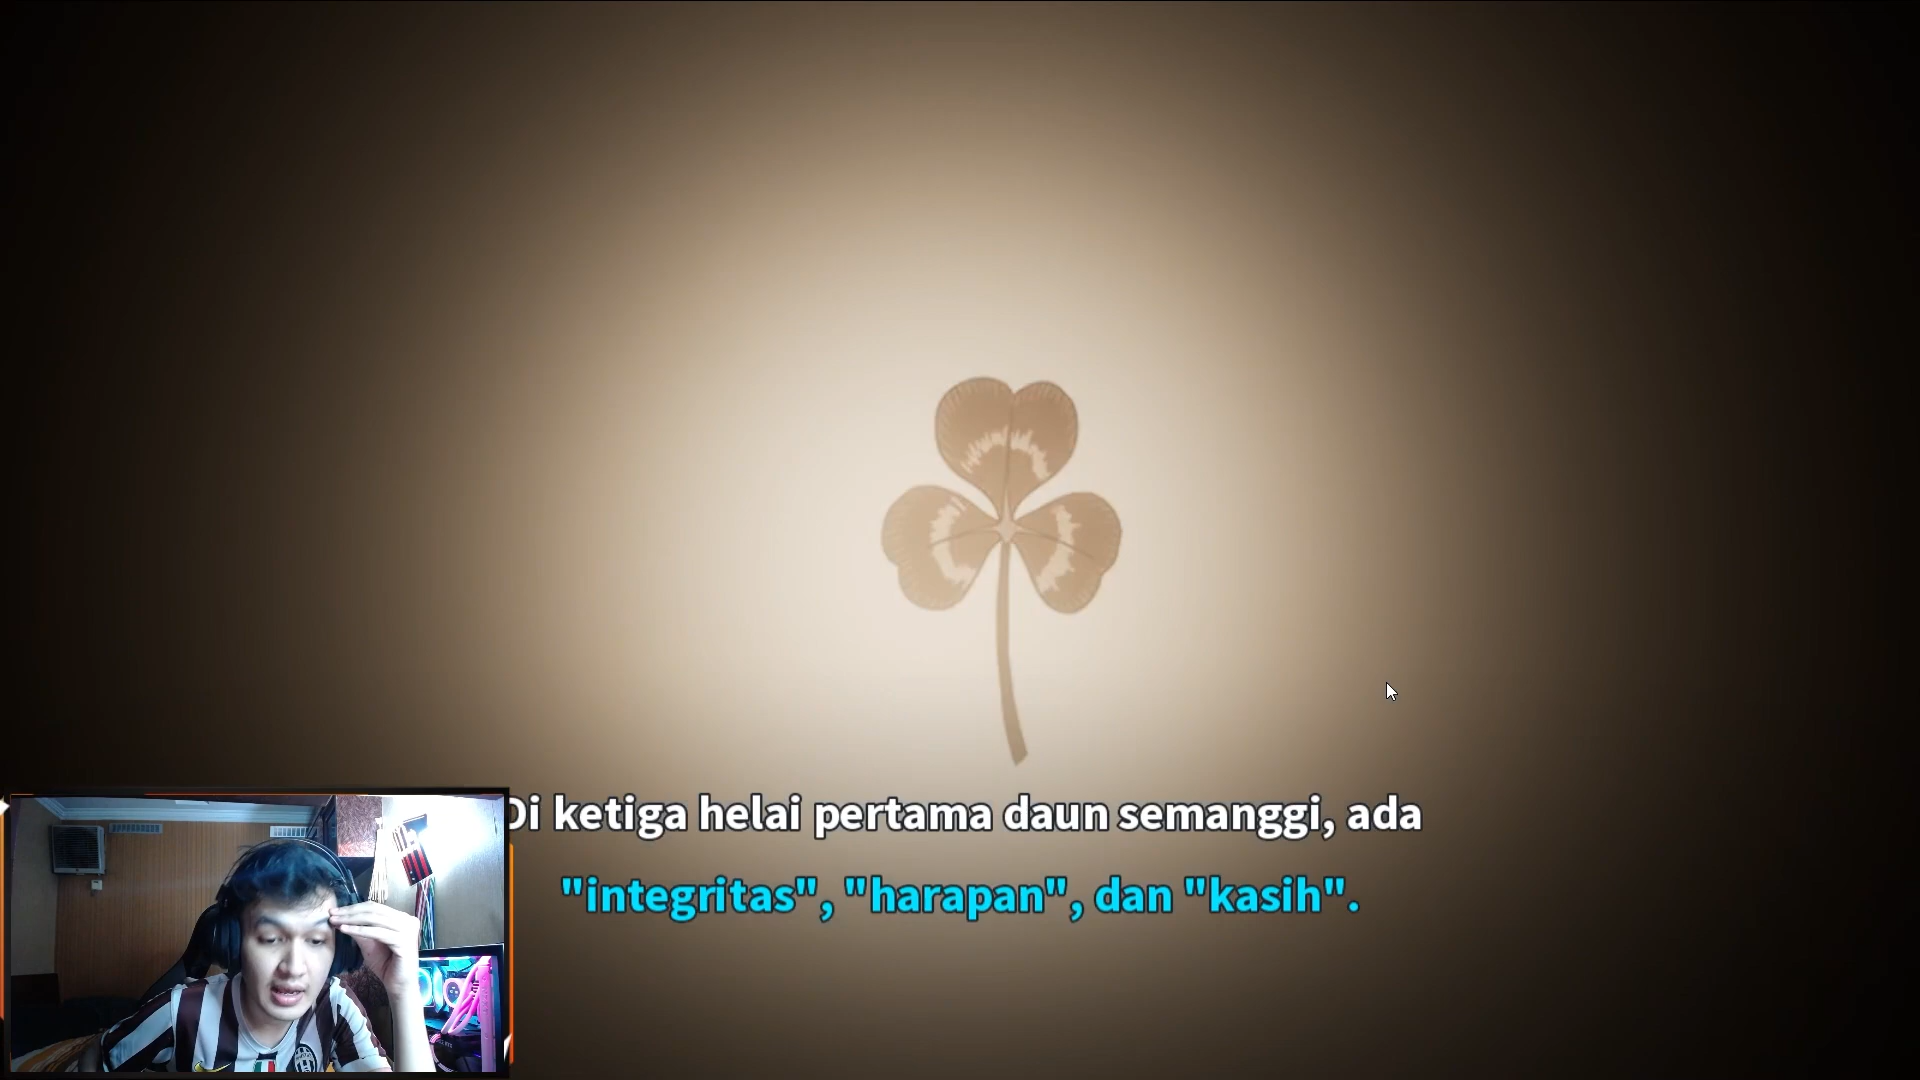 Di ketiga helai pertama daun semanggi, ada
"integritas", "harapan", dan "kasih".